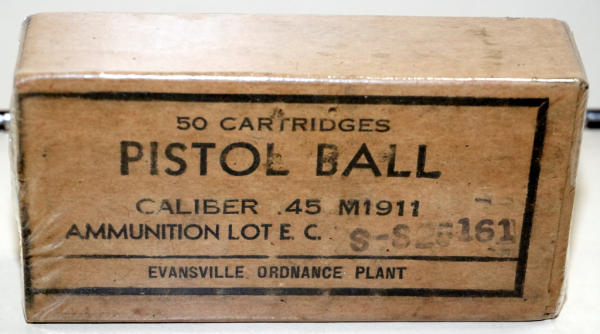 50 CARTRIDGES
PISTOL BALL
CALIBER .45 M1911
AMMUNITION LOT E. C.
EVANSVILLE ORDNANCE PLANT